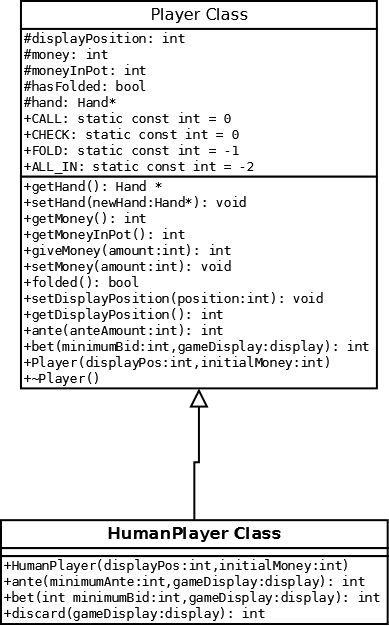 Player Class
#displayPosition: int
#money: int
#moneyInPot: int
#hasFolded: bool
#hand: Hand*
+CALL: static const int = 0
+CHECK: static const int = 0
+FOLD: static const int = -1
+ALL_IN: static const int = -2
+getHand(): Hand *
+setHand(newHand:Hand*): void
+getMoney(): int
+getMoneyInPot(): int
+giveMoney(amount:int): int
+setMoney(amount:int): void
+folded(): bool
+setDisplayPosition(position:int): void
+getDisplayPosition(): int
+ante(anteAmount:int): int
+bet(minimumBid:int,gameDisplay:display): int
+Player(displayPos:int,initialMoney:int)
+~Player()
HumanPlayer Class
+HumanPlayer(displayPos:int,initialMoney:int)
+ante(minimumAnte:int,gameDisplay:display): int
+bet(int minimumBid:int,gameDisplay:display): int
+discard(gameDisplay:display): int